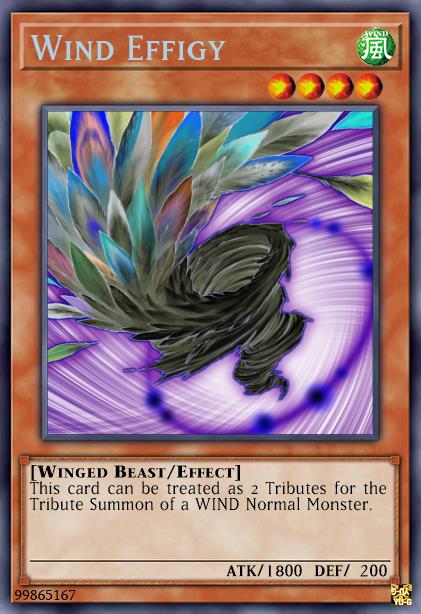 Wind Effigy
WIND
風
[Winged Beast/Effect]
This card can be treated as 2 Tributes for the
Tribute Summon of a WIND Normal Monster.
ATK/1800 DEF/ 200
99865167